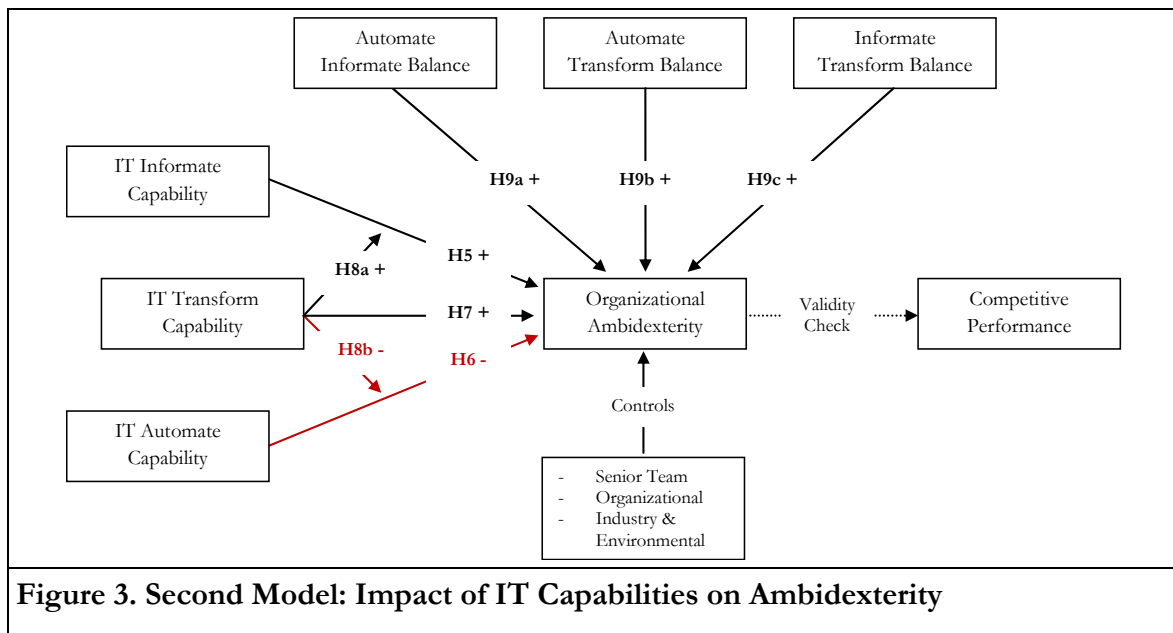 Automate
Informate Balance
Automate
Transform Balance
Informate
Transform Balance
H9a +
H9b +
H9c +
IT Informate
Capability
H5 +
H8a +
IT Transform
Capability
H7 +
H8b -
H6 -
IT Automate
Capability
Organizational
Ambidexterity
Validity
Check
Competitive
Performance
Controls
- Senior Team
- Organizational
- Industry &
Environmental
Figure 3. Second Model: Impact of IT Capabilities on Ambidexterity